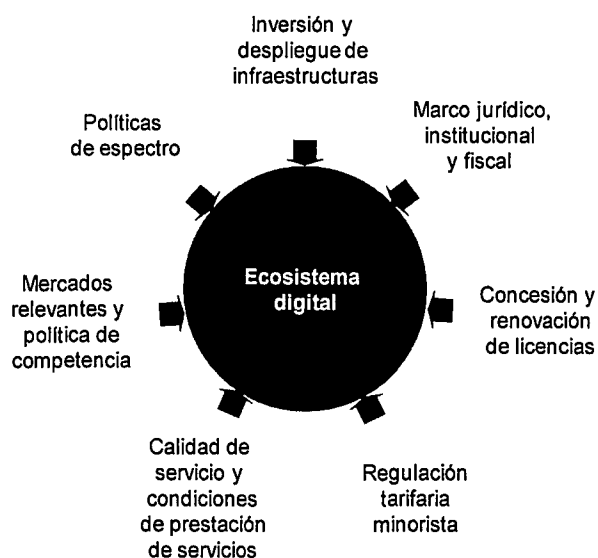 Inversión y
despliegue de
infraestructuras
Marco jurídico,
institucional
y fiscal
Políticas
de espectro
Ecosistema
digital
Mercados
relevantes y
política de
competencia
Concesión y
renovación
de licencias
Calidad de
servicio y
condiciones
de prestación
de servicios
Regulación
tarifaria
minorista